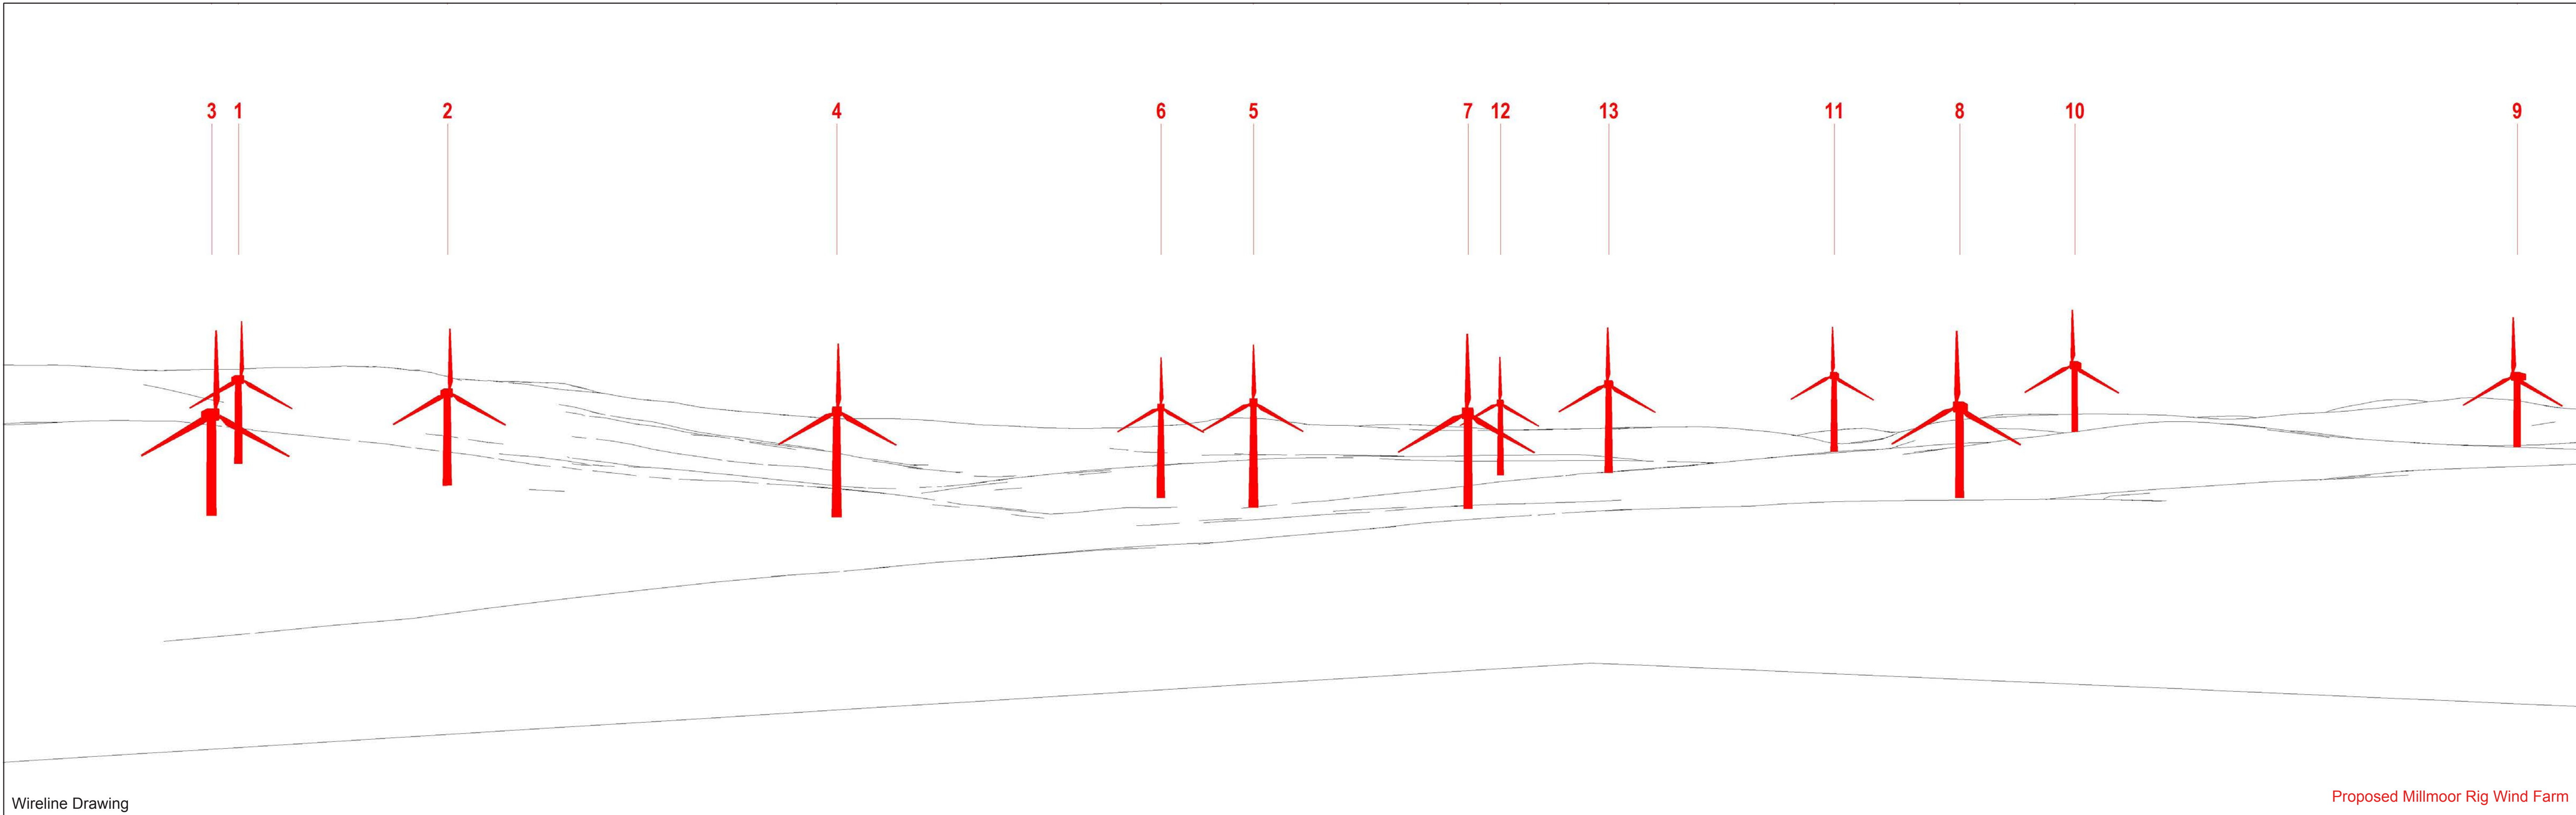 3 1 2 4 6 5 7 12 13 11 8 10 9
Wireline Drawing
Proposed Millmoor Rig Wind Farm